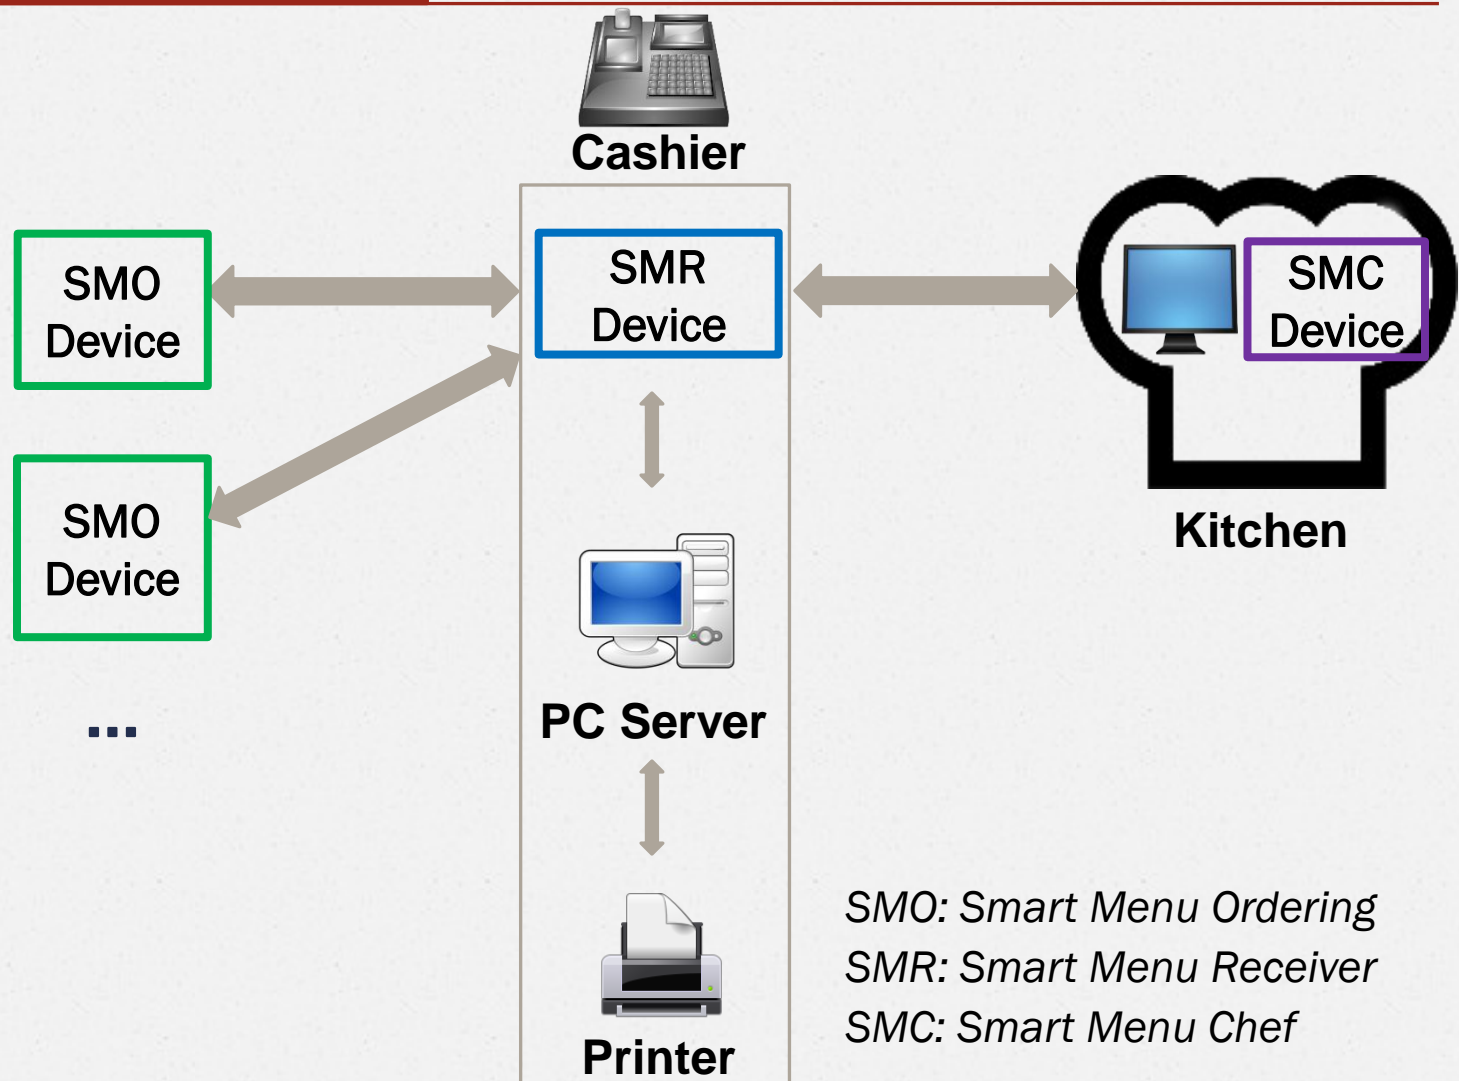 Cashier
SMO
Device
SMR
Device
SMC
Device
SMO
Device
Kitchen
...
PC Server
Printer
SMO: Smart Menu Ordering
SMR: Smart Menu Receiver
SMC: Smart Menu Chef